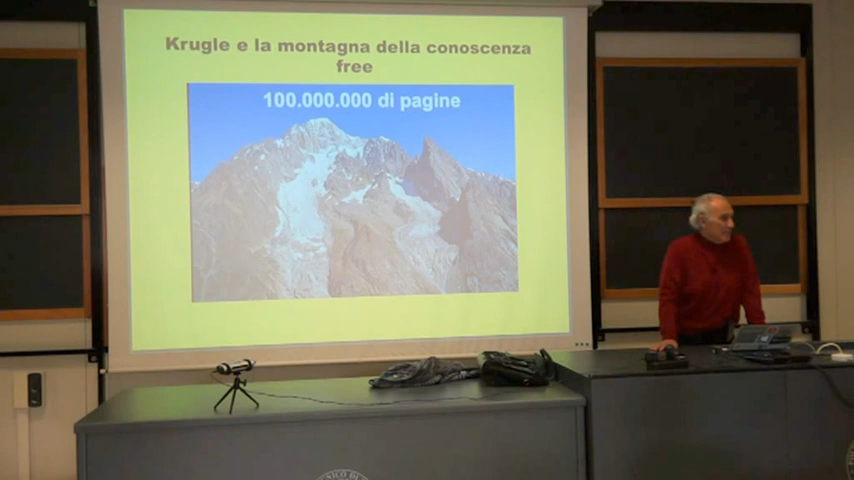 Krugle e la montagna della conoscenza
free
100.000.000 di pagine